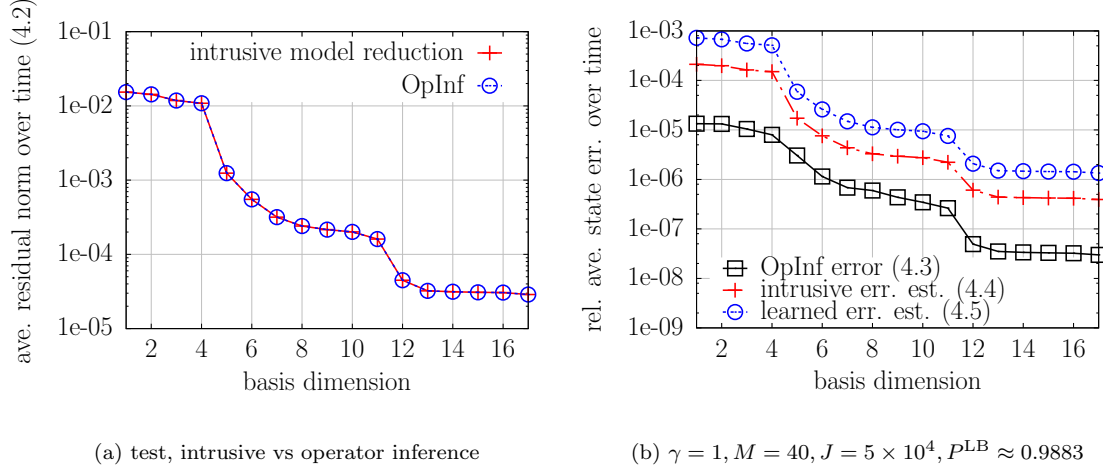 ave. residual norm over time (4.2)
1e-01
1e-02
1e-03
1e-04
1e-05
intrusive model reduction
OpInf
2 4 6 8 10 12 14 16
basis dimension
(a) test, intrusive vs operator inference
rel. ave. state err. over time
1e-03
1e-04
1e-05
1e-06
1e-07
1e-08
1e-09
OpInf error (4.3)
intrusive err. est. (4.4)
learned err. est. (4.5)
2 4 6 8 10 12 14 16
basis dimension
(b) γ = 1, M = 40, J = 5 × 10⁴, Pᴸᴮ ≈ 0.9883